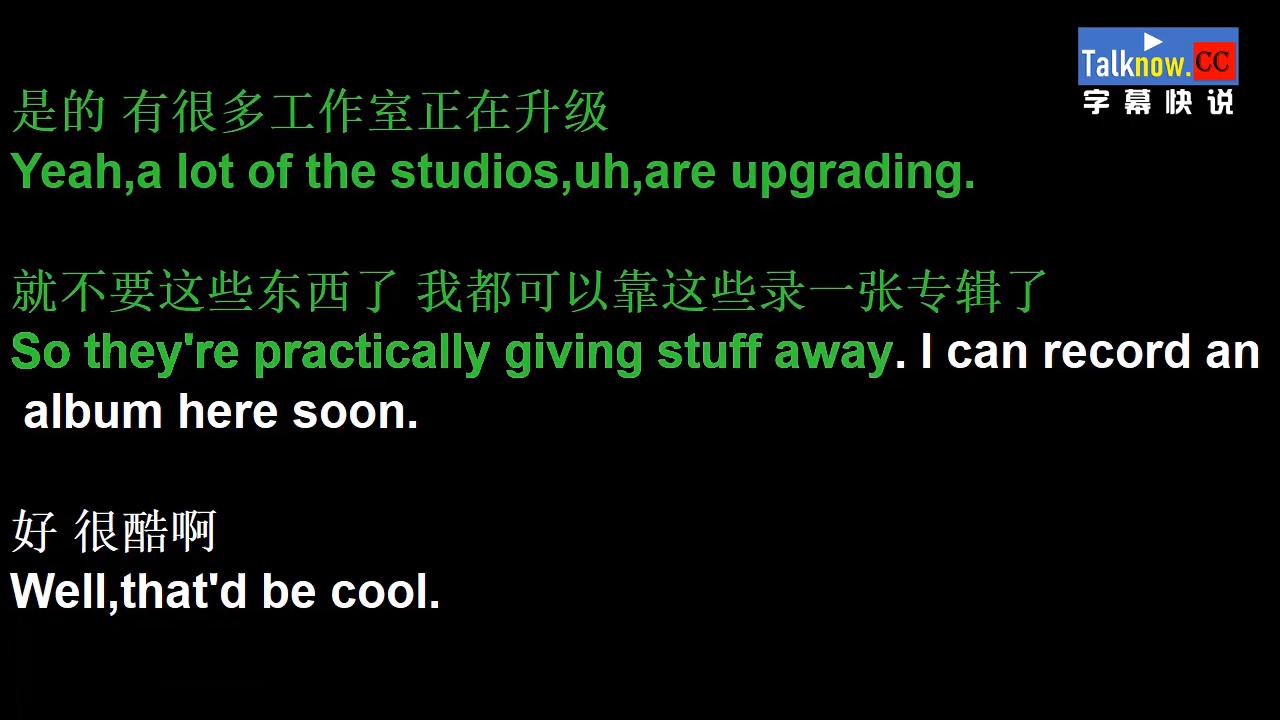 Talknow.CC
字幕快说
是的 有很多工作室正在升级
Yeah,a lot of the studios,uh,are upgrading.
就不要这些东西了 我都可以靠这些录一张专辑了
So they're practically giving stuff away. I can record an
album here soon.
好 很酷啊
Well,that'd be cool.